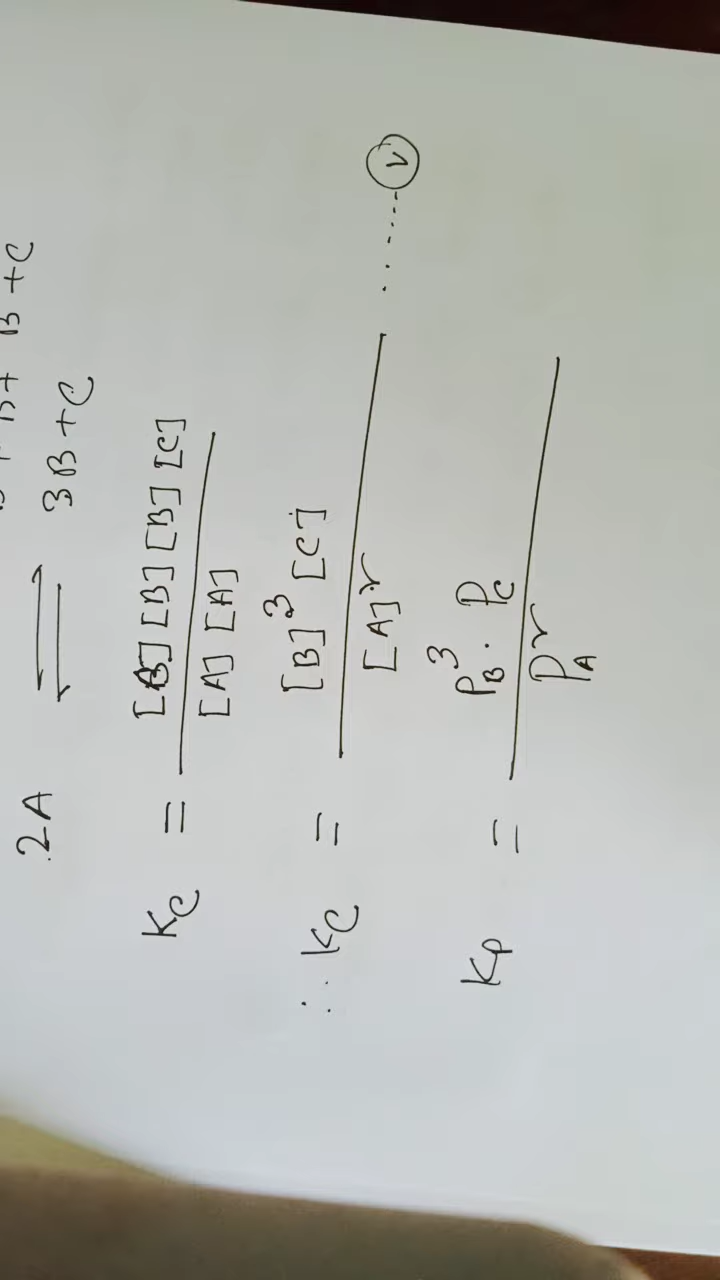 B + B + C
2A ⇌ 3B + C
Kc = [B][B][B][C] / [A][A]
∴ Kc = [B]³ [C] / [A]² ........ (v)
Kp = P_B³ · P_C / P_A²